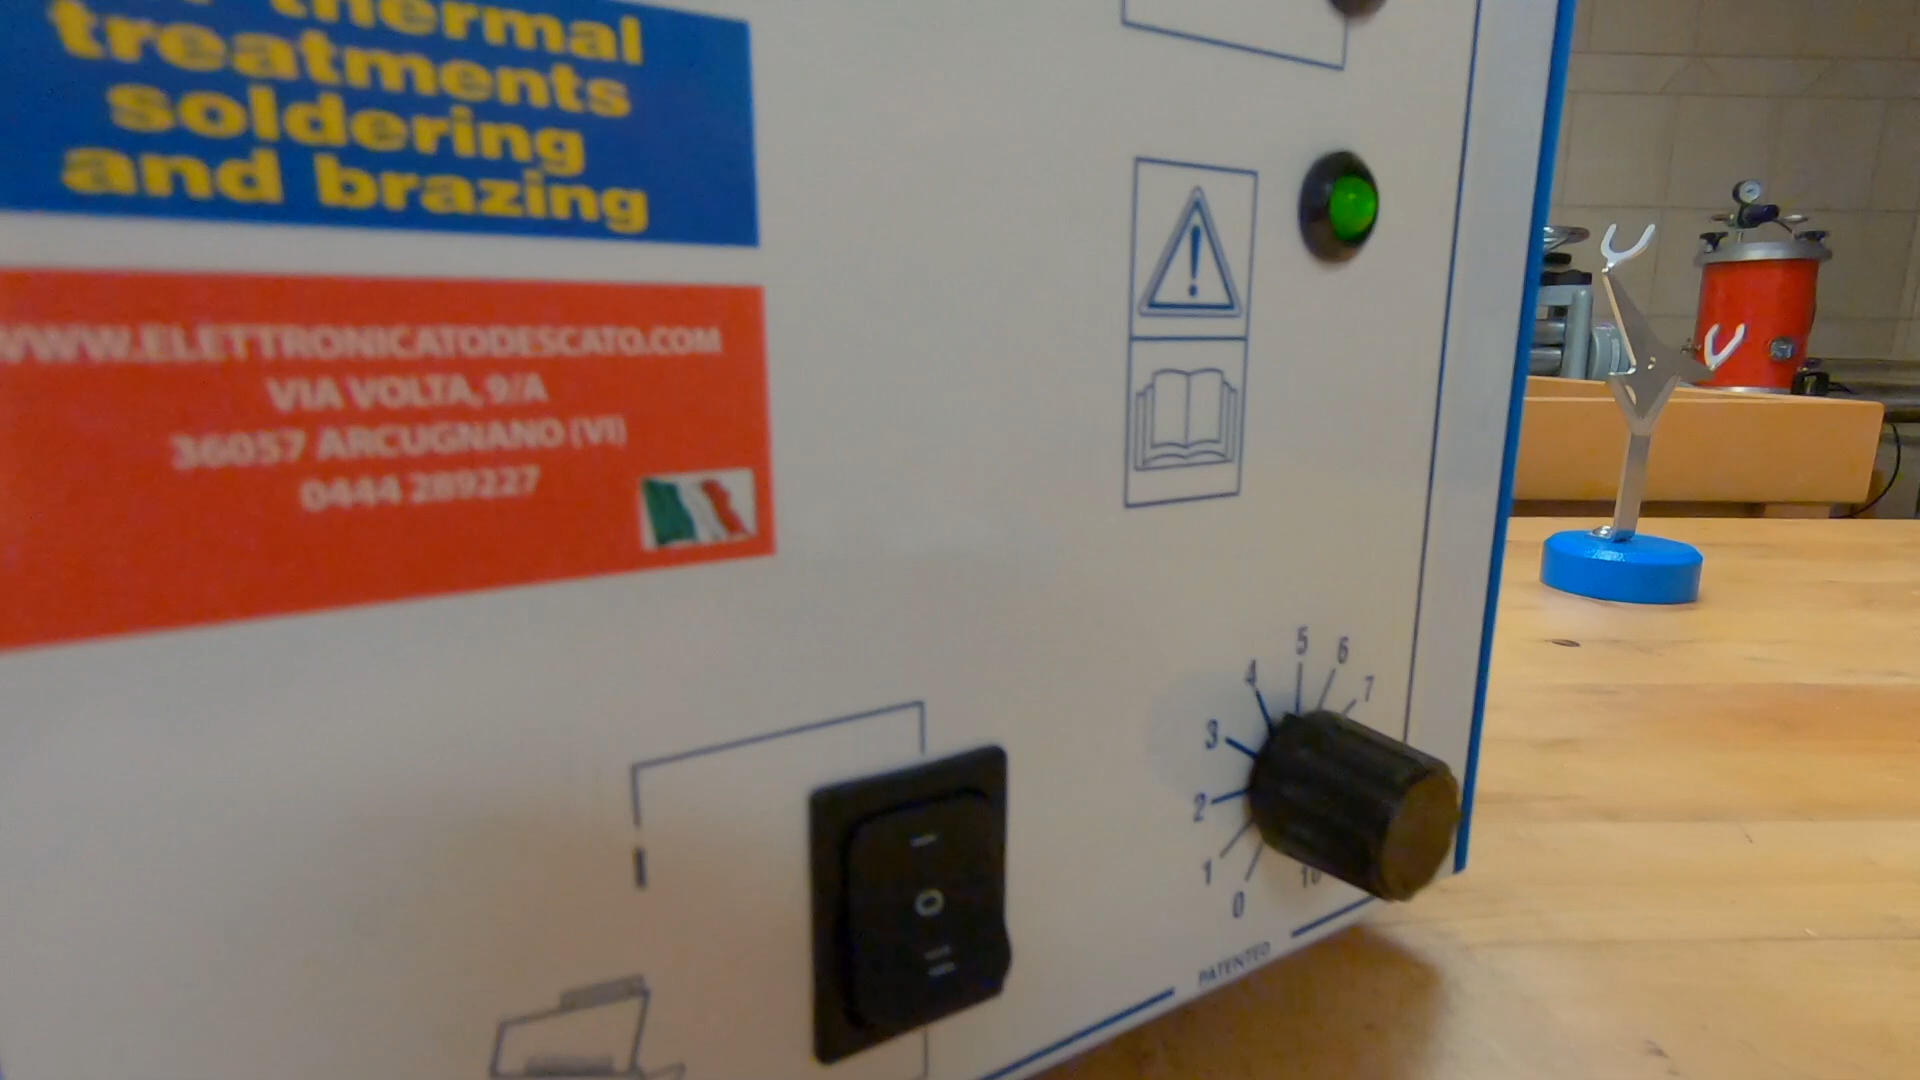 thermal
treatments
soldering
and brazing
WWW.ELETTRONICATODESCATO.COM
VIA VOLTA, 9/A
36057 ARCUGNANO (VI)
0444 289227
5
6
4
7
3
2
1
10
0
PATENTED
I
O
II